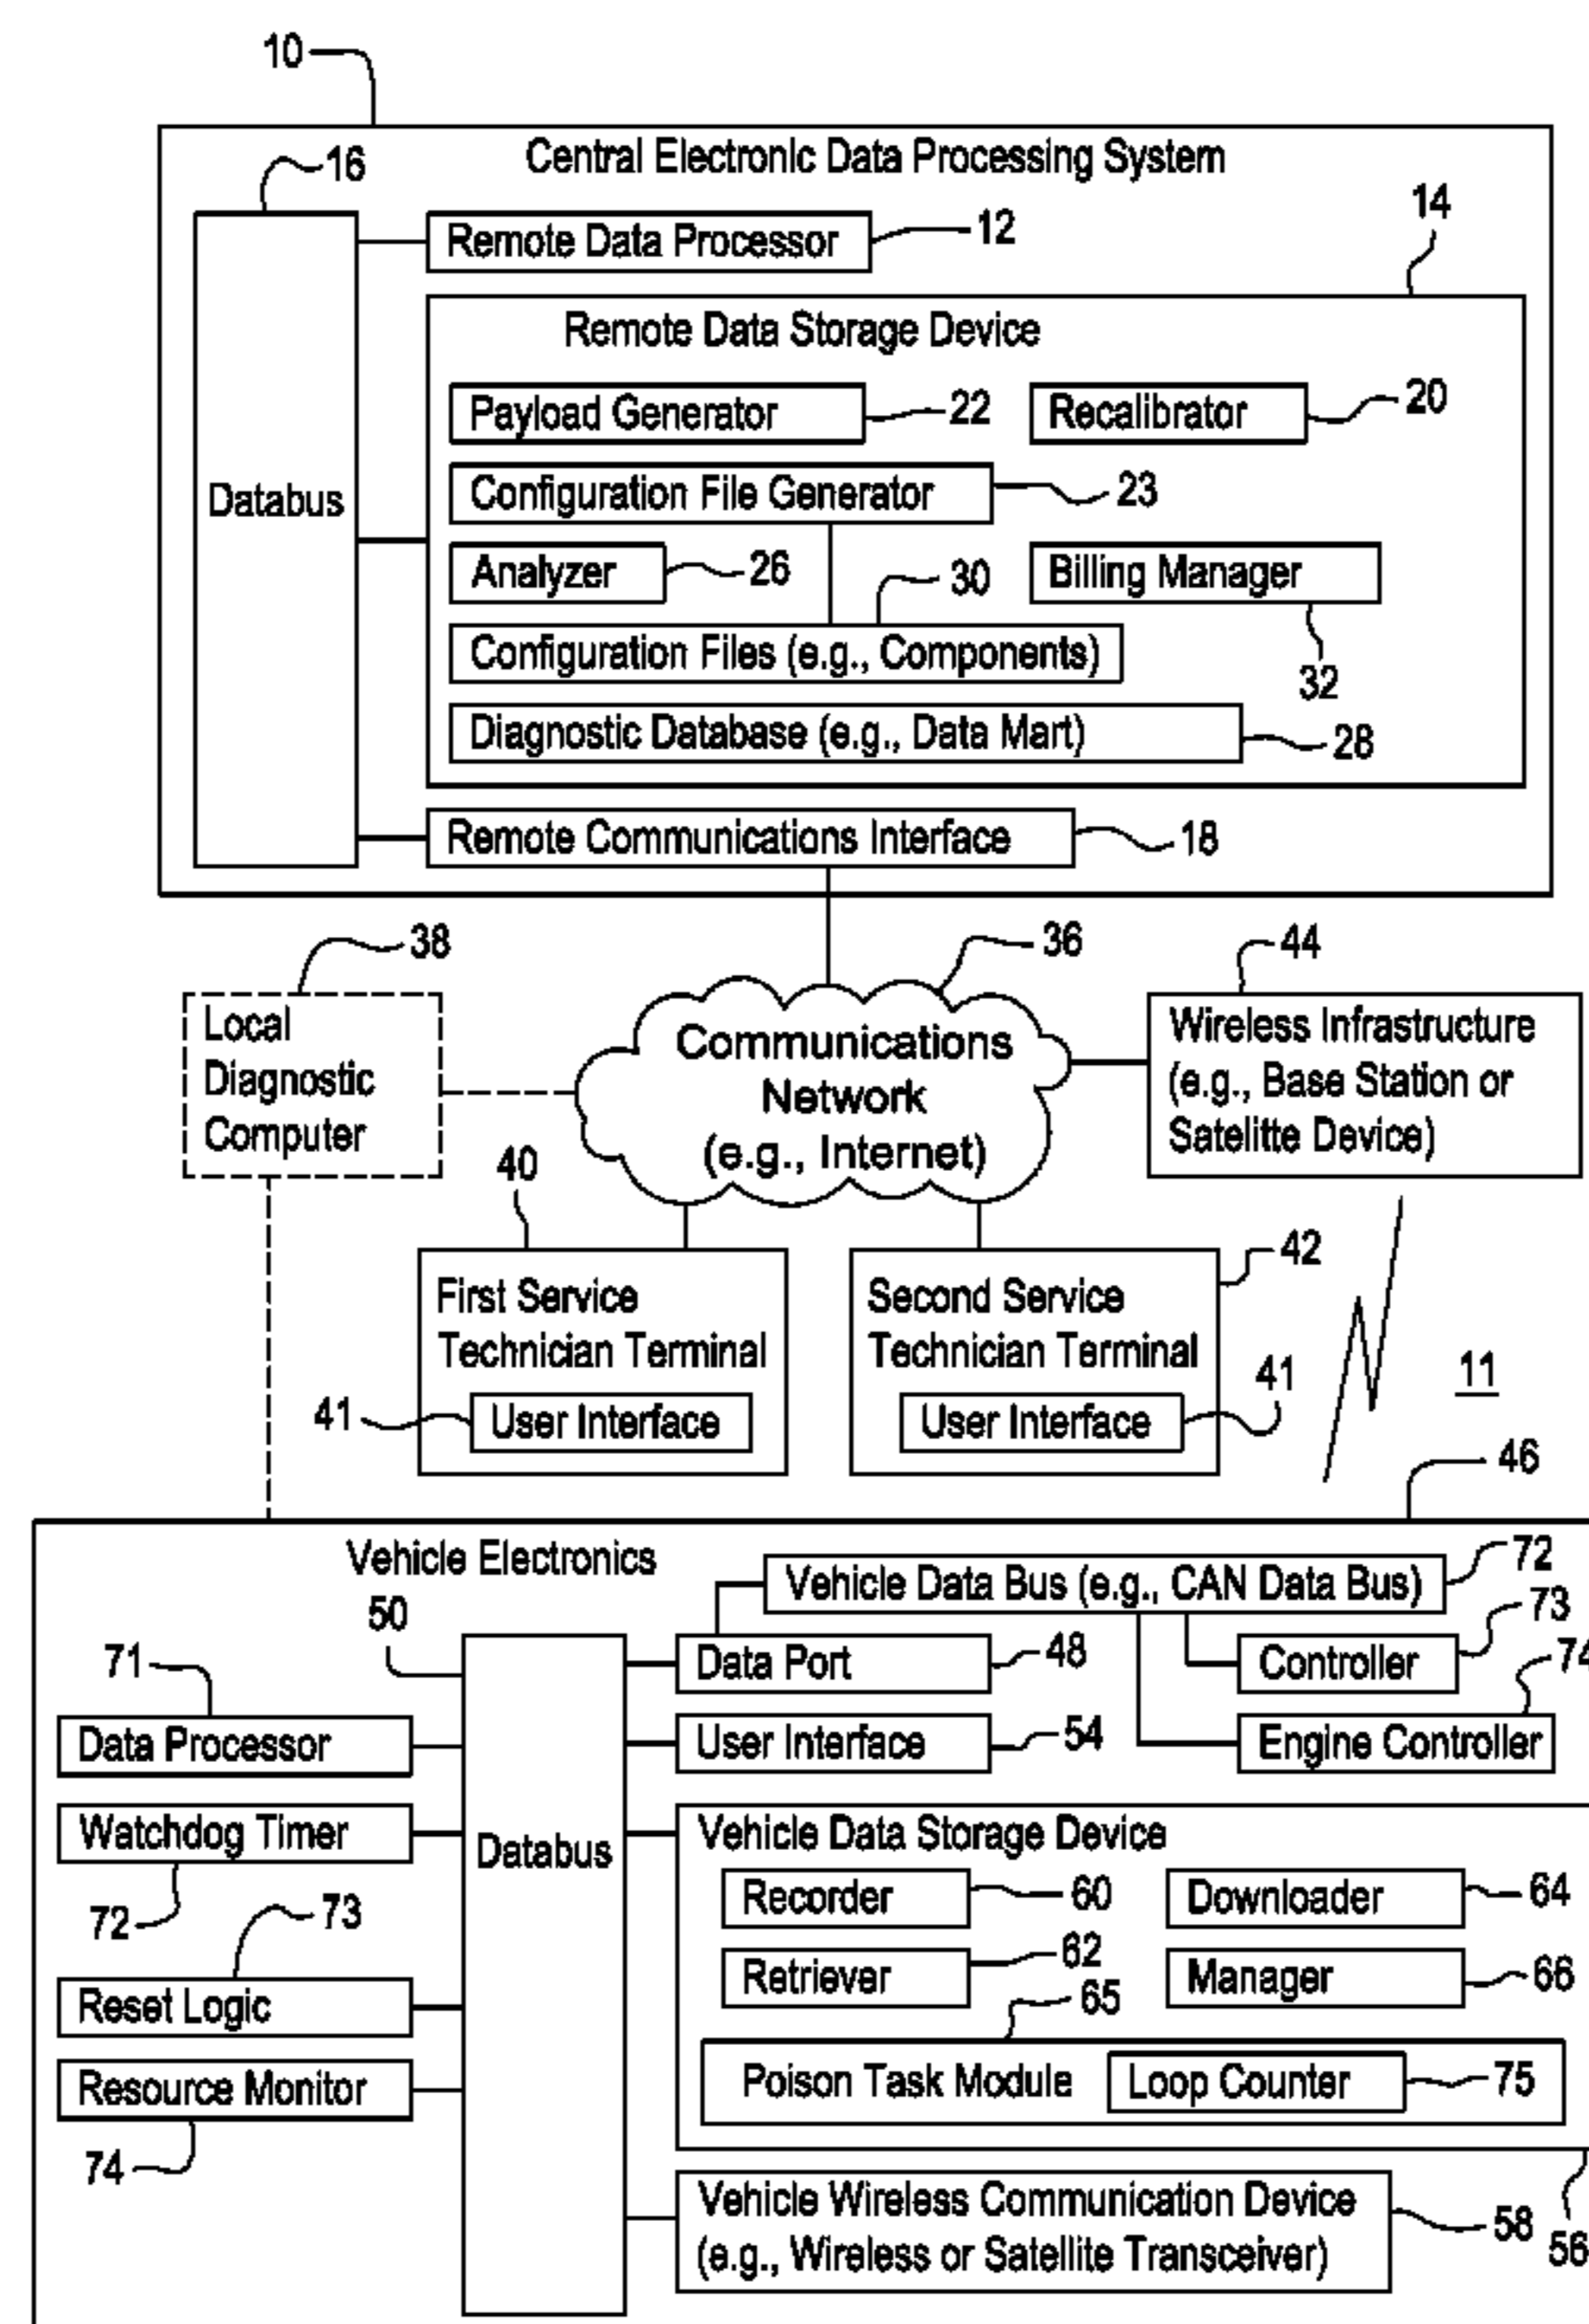 10
Central Electronic Data Processing System
16
14
Remote Data Processor
12
Remote Data Storage Device
Payload Generator
22
Recalibrator
20
Databus
Configuration File Generator
23
Analyzer
26
30
Billing Manager
Configuration Files (e.g., Components)
32
Diagnostic Database (e.g., Data Mart)
28
Remote Communications Interface
18
38
36
44
Local
Diagnostic
Computer
Communications
Network
(e.g., Internet)
Wireless Infrastructure
(e.g., Base Station or
Satelitte Device)
40
42
First Service
Technician Terminal
Second Service
Technician Terminal
41
User Interface
User Interface
41
11
46
Vehicle Electronics
Vehicle Data Bus (e.g., CAN Data Bus)
72
50
73
71
Data Port
48
Controller
74
Data Processor
User Interface
54
Engine Controller
Watchdog Timer
Databus
Vehicle Data Storage Device
72
Recorder
60
Downloader
64
73
Retriever
62
Manager
66
Reset Logic
65
Resource Monitor
Poison Task Module
Loop Counter
75
74
Vehicle Wireless Communication Device
(e.g., Wireless or Satellite Transceiver)
58
56